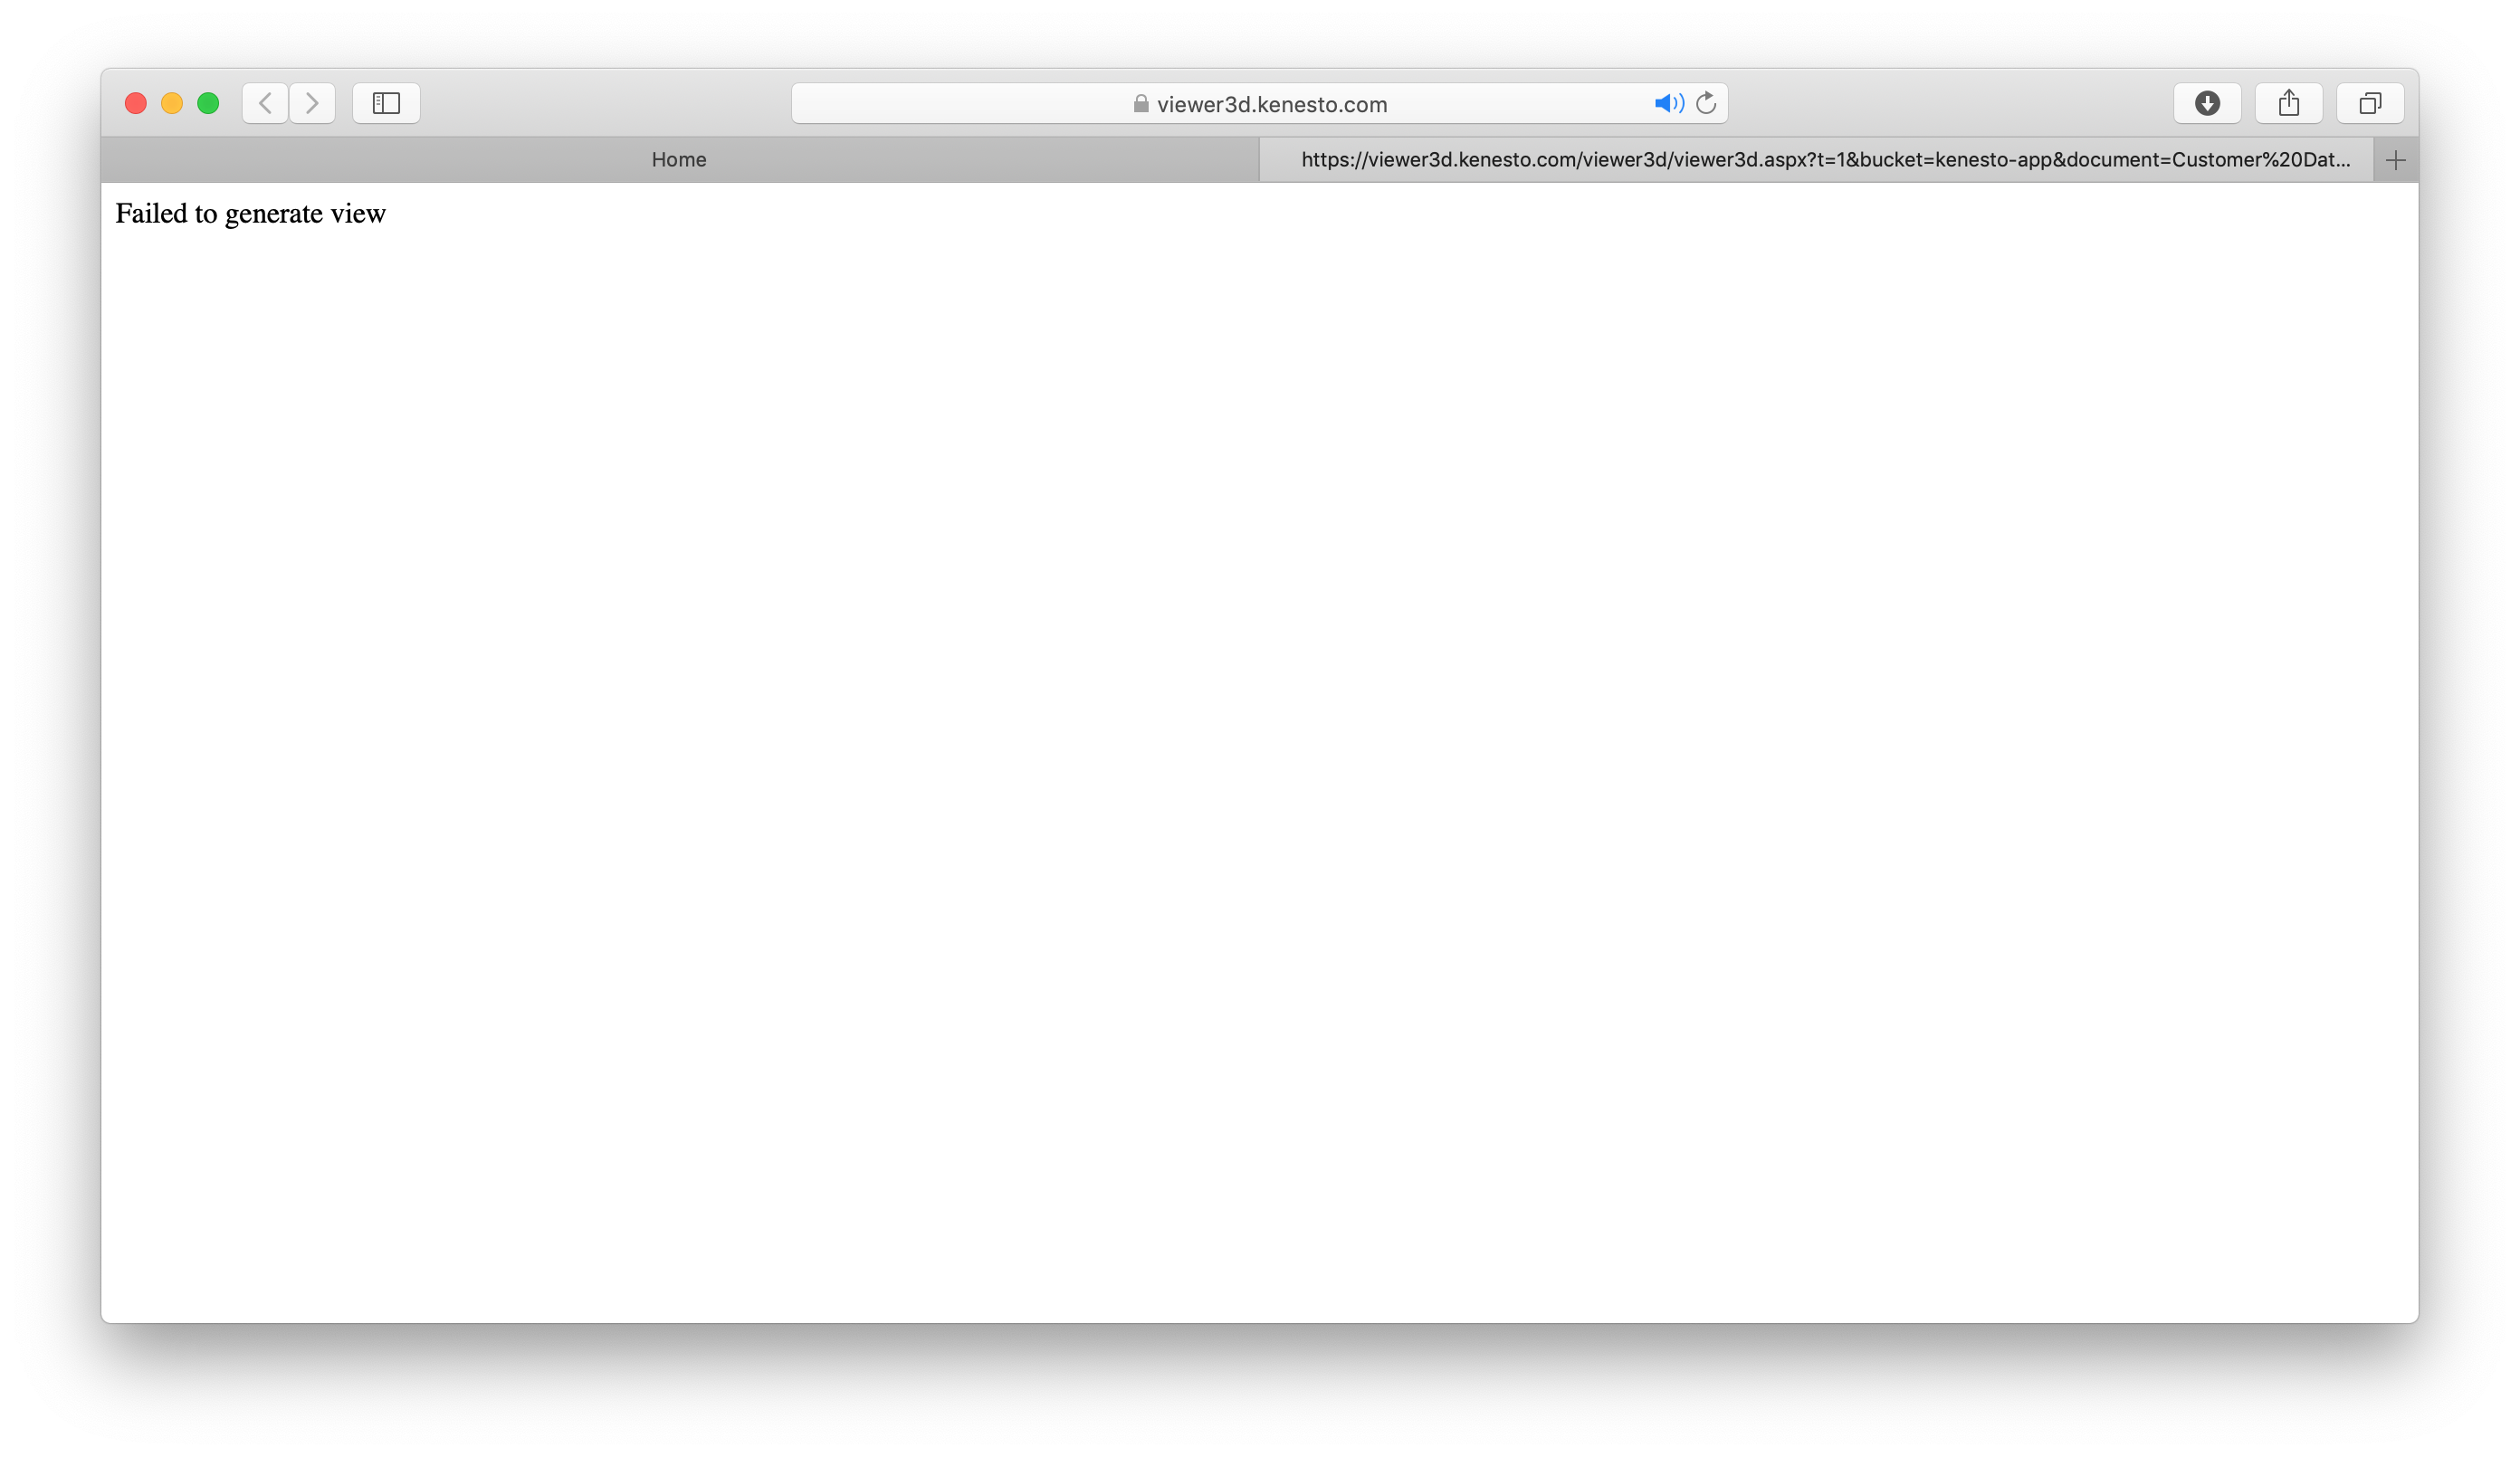 viewer3d.kenesto.com
Home
https://viewer3d.kenesto.com/viewer3d/viewer3d.aspx?t=1&bucket=kenesto-app&document=Customer%20Dat...
Failed to generate view